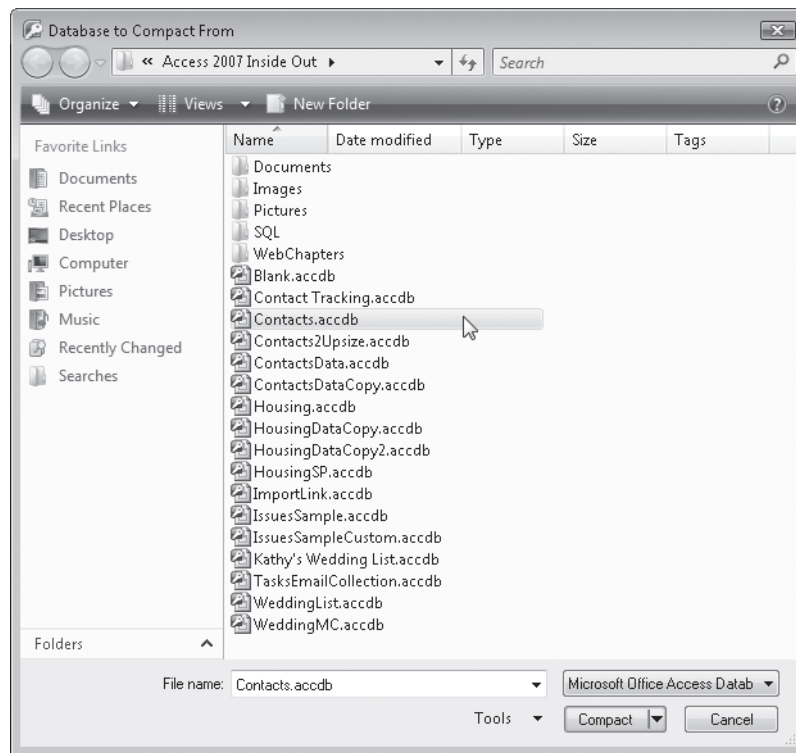 Database to Compact From
« Access 2007 Inside Out
Search
Organize Views New Folder
Favorite Links
Documents
Recent Places
Desktop
Computer
Pictures
Music
Recently Changed
Searches
Folders
Name Date modified Type Size Tags
Documents
Images
Pictures
SQL
WebChapters
Blank.accdb
Contact Tracking.accdb
Contacts.accdb
Contacts2Upsize.accdb
ContactsData.accdb
ContactsDataCopy.accdb
Housing.accdb
HousingDataCopy.accdb
HousingDataCopy2.accdb
HousingSP.accdb
ImportLink.accdb
IssuesSample.accdb
IssuesSampleCustom.accdb
Kathy's Wedding List.accdb
TasksEmailCollection.accdb
WeddingList.accdb
WeddingMC.accdb
File name: Contacts.accdb Microsoft Office Access Datab
Tools Compact Cancel